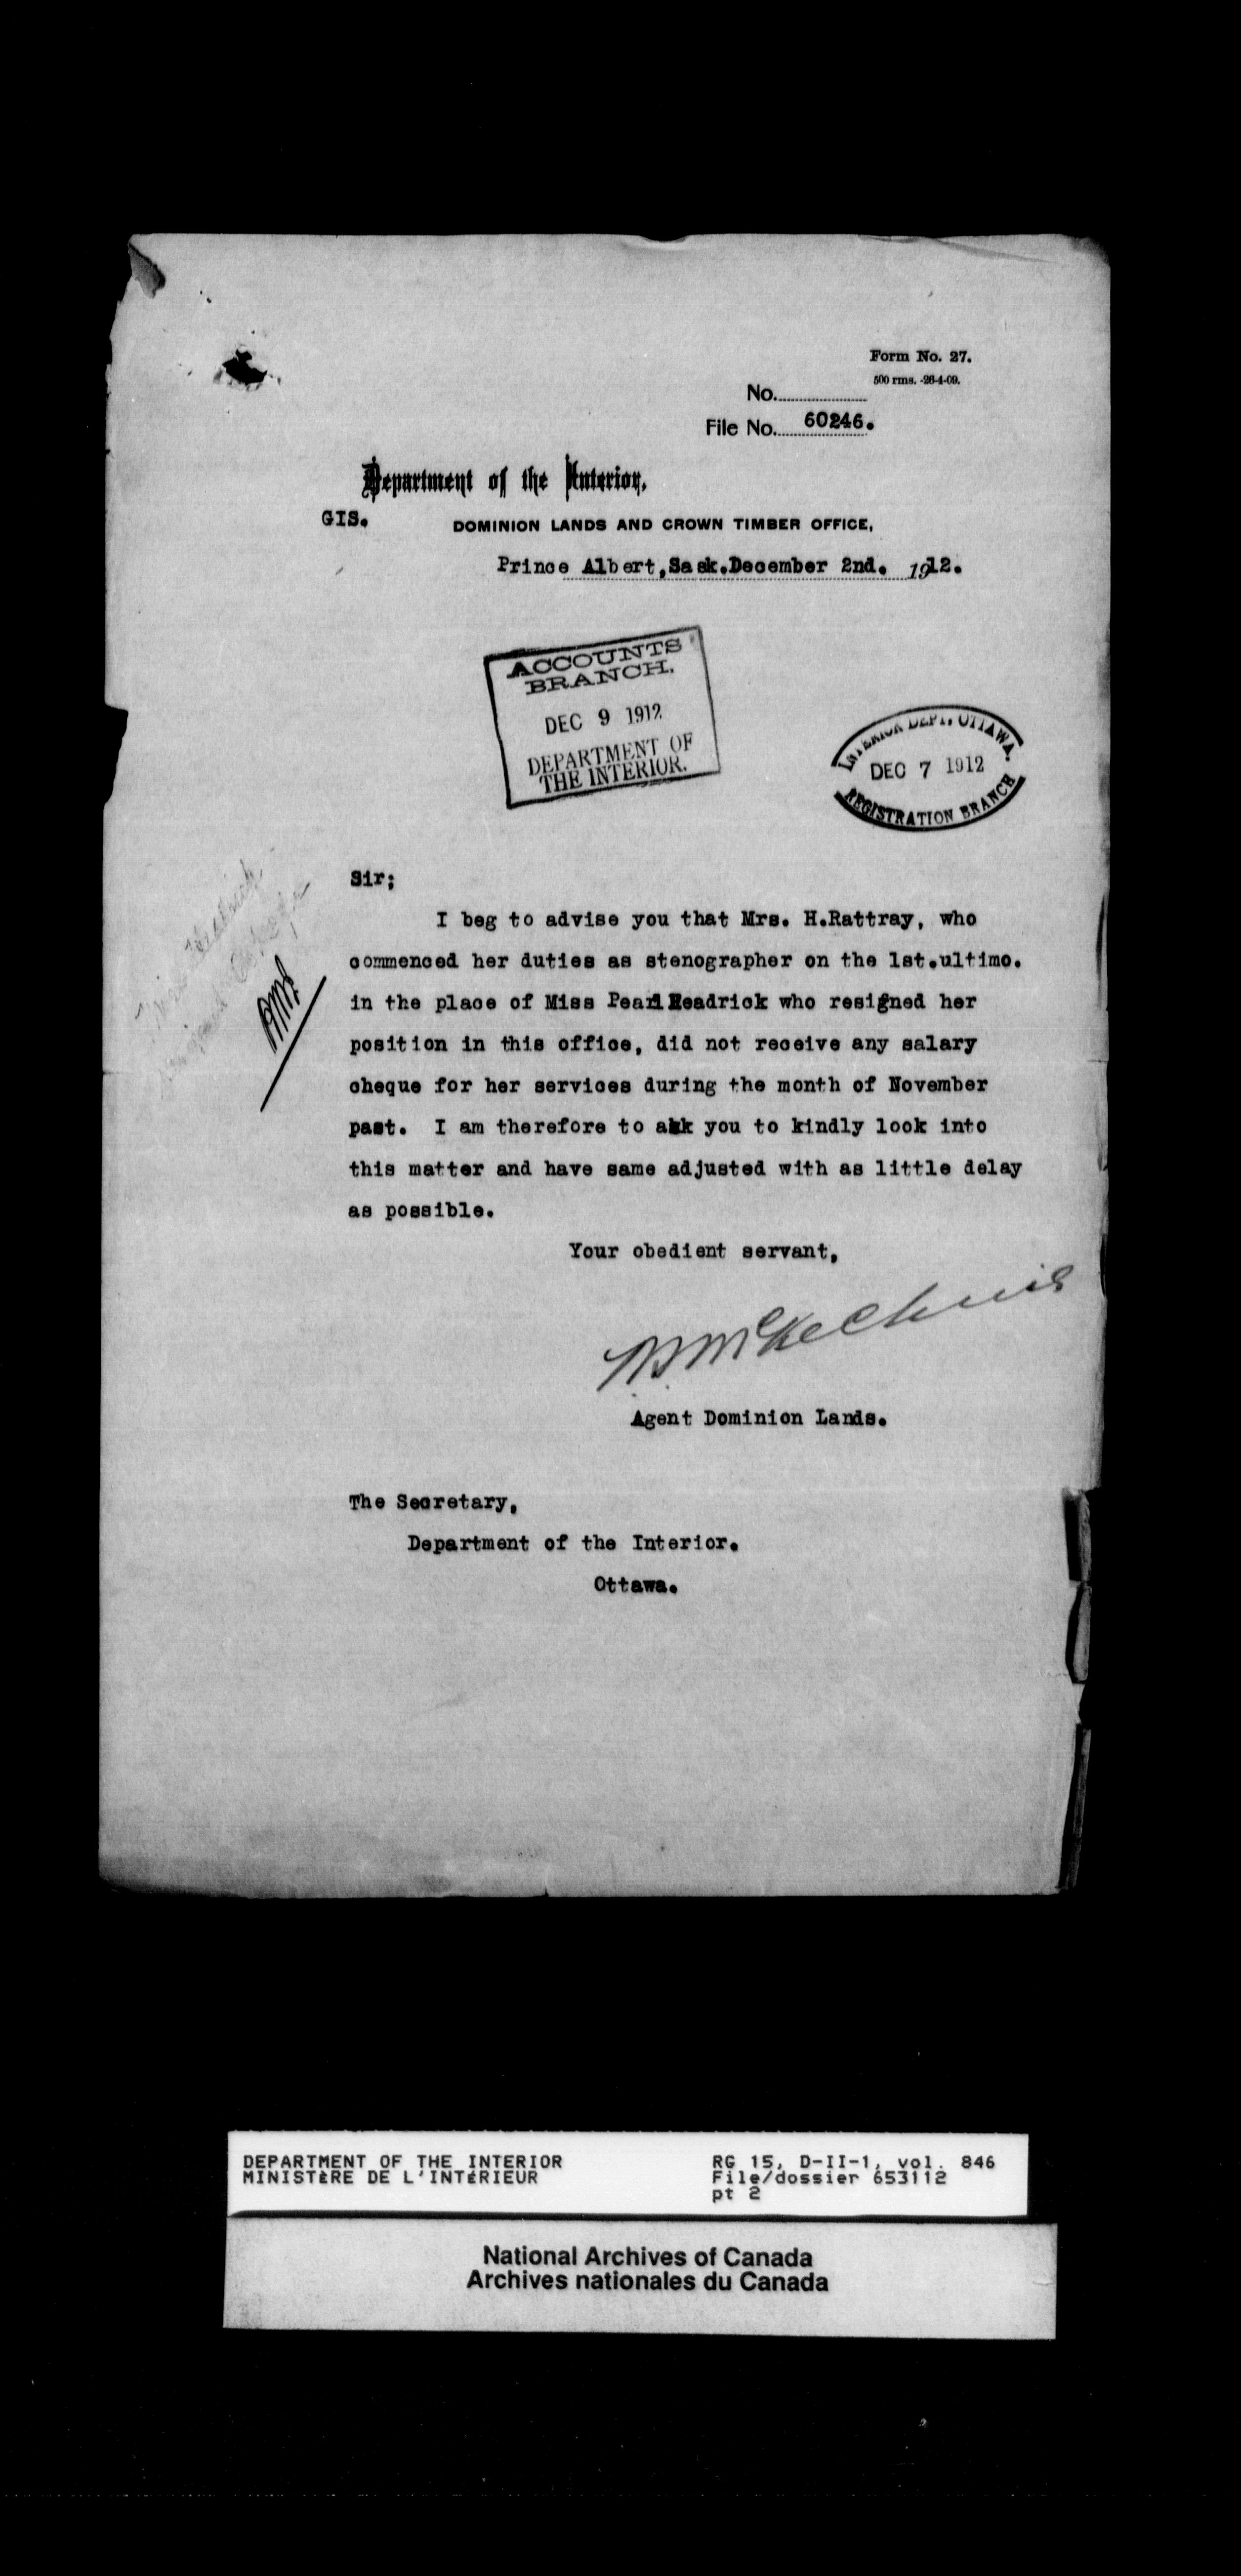 Form No. 27.
500 rms. -26-4-09.
No.
File No. 60246.
Department of the Interior,
GIS.
DOMINION LANDS AND CROWN TIMBER OFFICE,
Prince Albert, Sask. December 2nd. 1912.
ACCOUNTS
BRANCH.
DEC 9 1912
DEPARTMENT OF
THE INTERIOR.
INTERIOR DEPT. OTTAWA.
DEC 7 1912
REGISTRATION BRANCH
Sir;
I beg to advise you that Mrs. H.Rattray, who
commenced her duties as stenographer on the 1st.ultimo.
in the place of Miss Pearl Headrick who resigned her
position in this office, did not receive any salary
cheque for her services during the month of November
past. I am therefore to ask you to kindly look into
this matter and have same adjusted with as little delay
as possible.
Your obedient servant,
Agent Dominion Lands.
The Secretary,
Department of the Interior.
Ottawa.
DEPARTMENT OF THE INTERIOR
MINISTÈRE DE L'INTÉRIEUR
RG 15, D-II-1, vol. 846
File/dossier 653112
pt 2
National Archives of Canada
Archives nationales du Canada